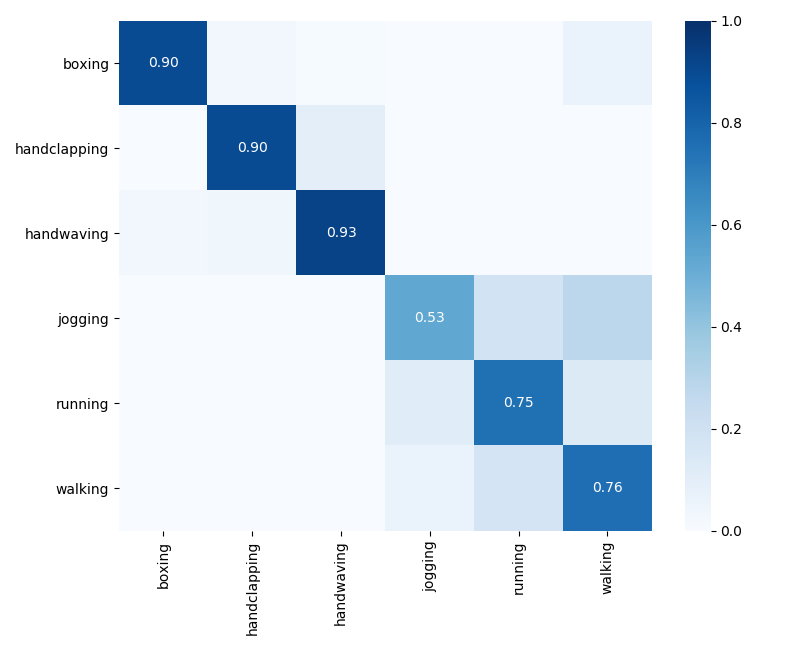 boxing
0.90
handclapping
0.90
handwaving
0.93
jogging
0.53
running
0.75
walking
0.76
boxing
handclapping
handwaving
jogging
running
walking
1.0
0.8
0.6
0.4
0.2
0.0